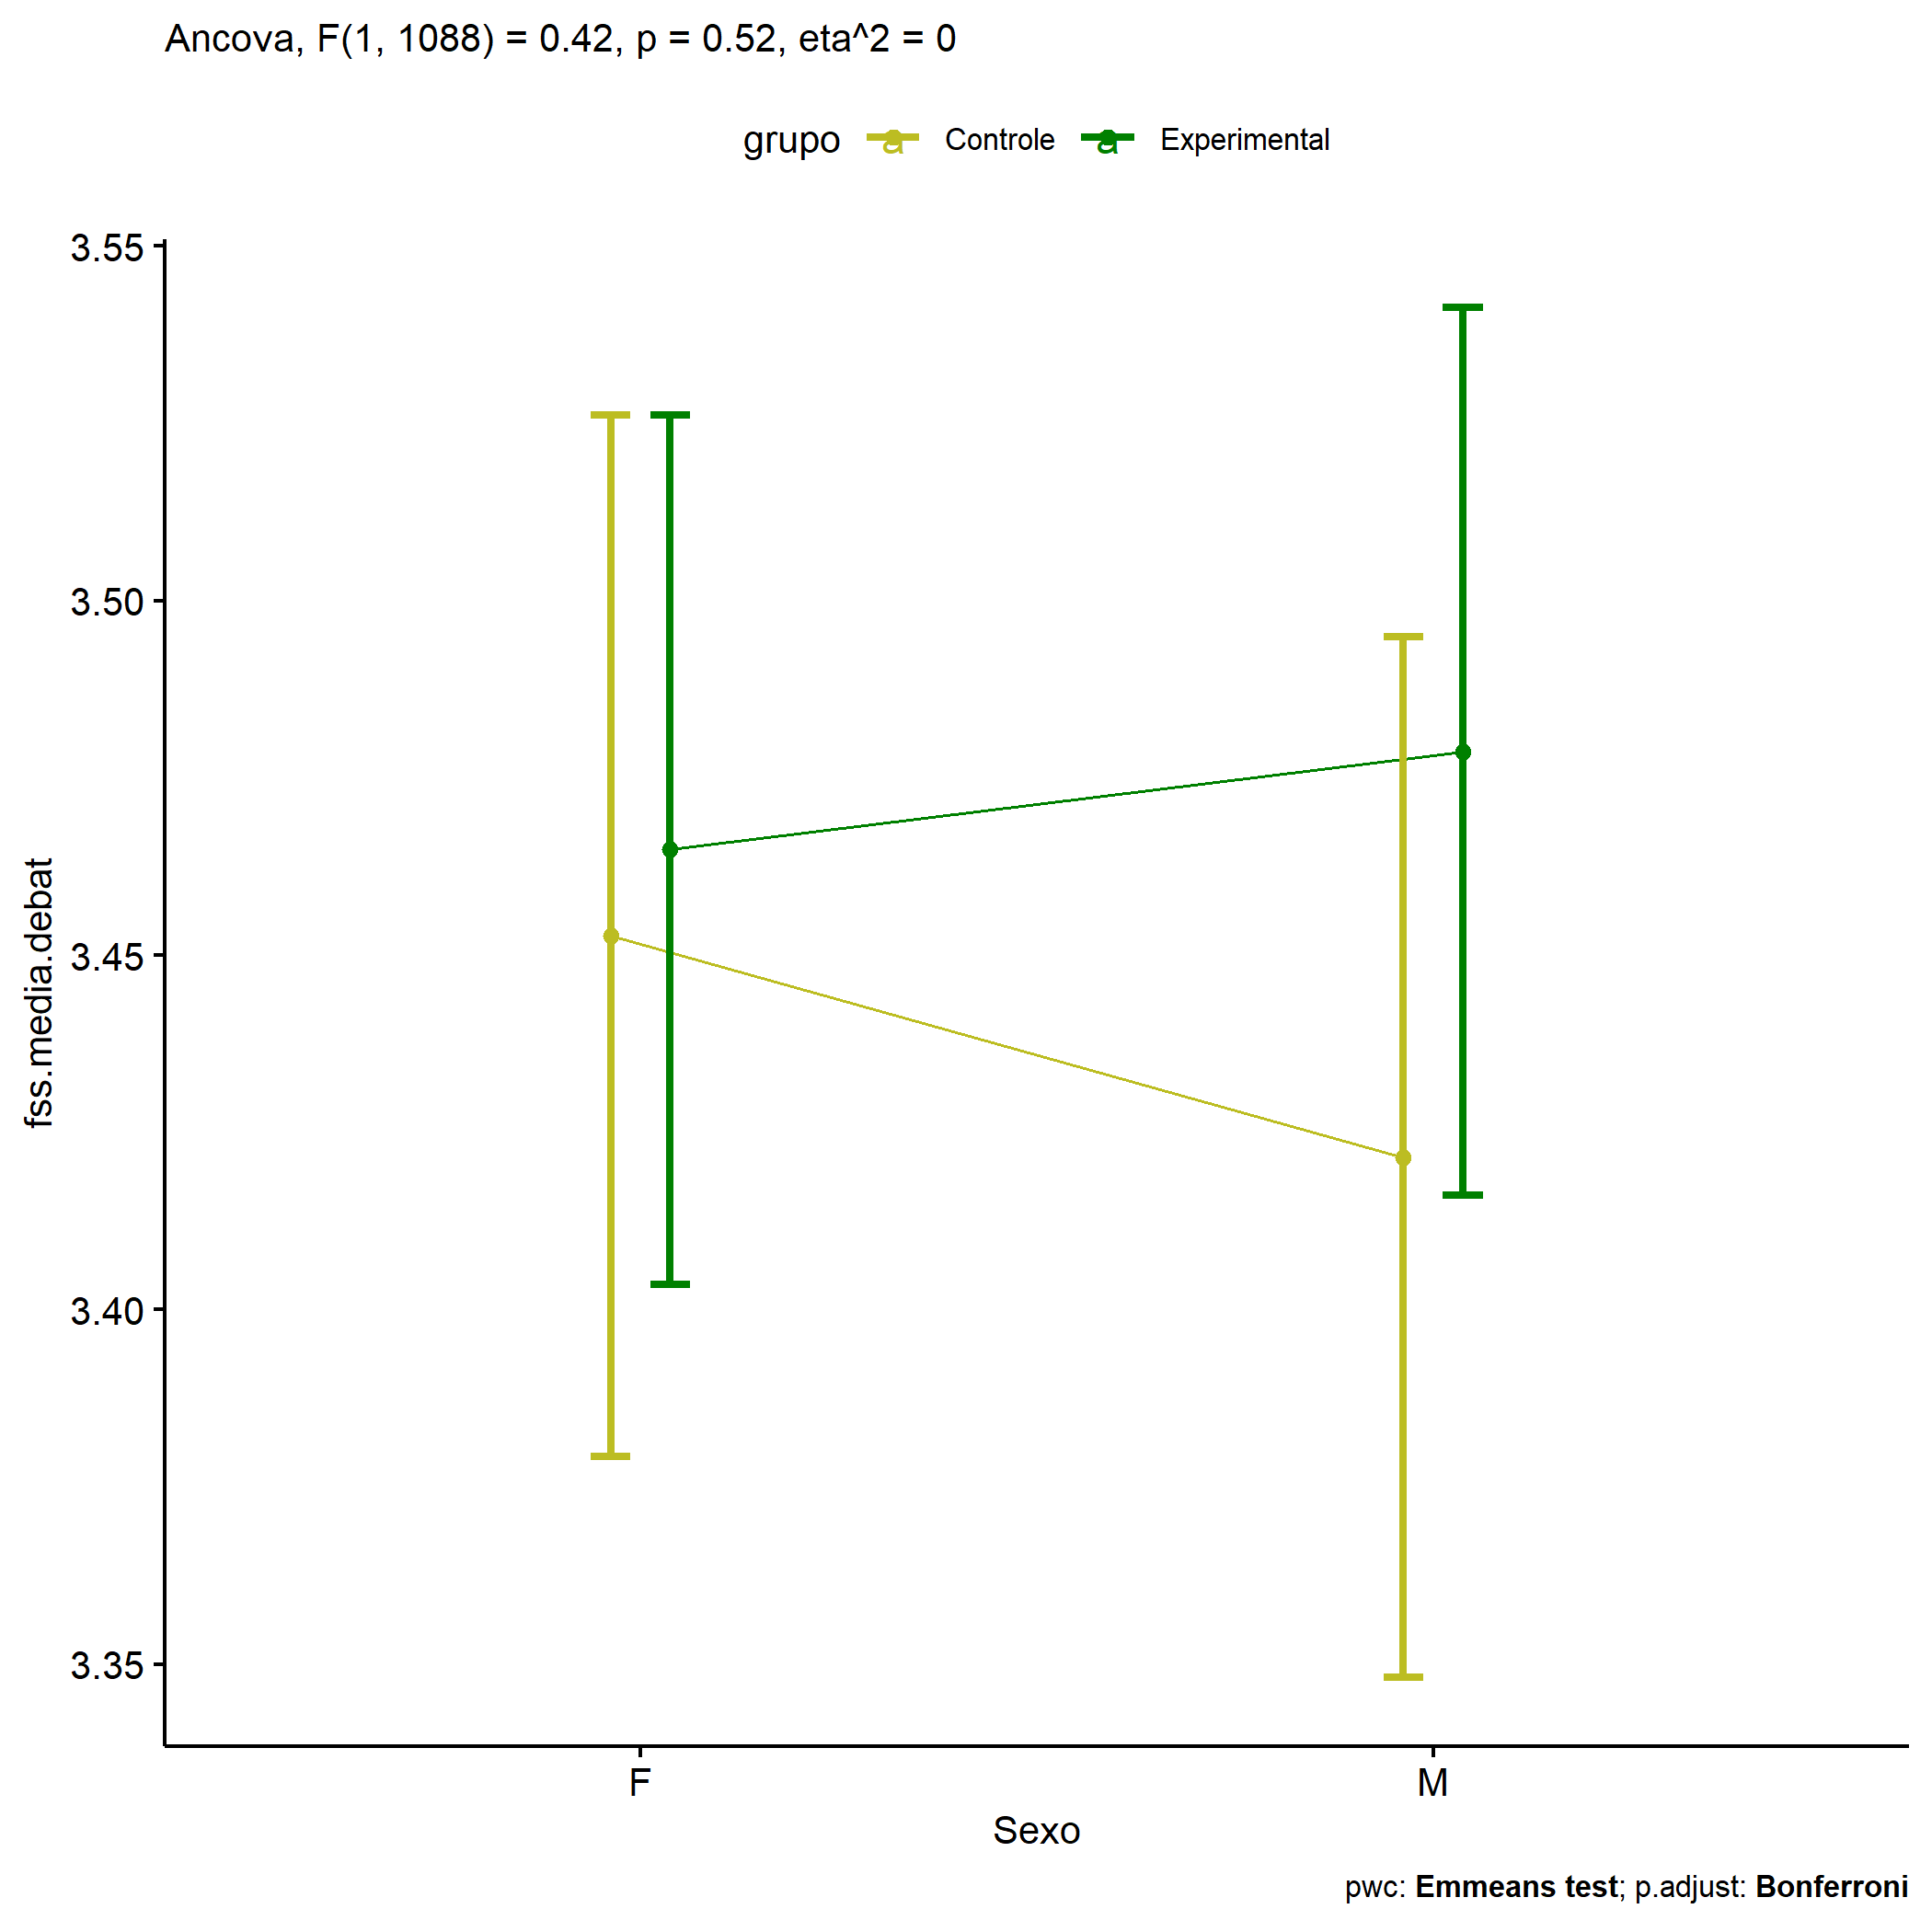 Ancova, F(1, 1088) = 0.42, p = 0.52, eta^2 = 0
grupo a Controle a Experimental
3.55
3.50
3.45
3.40
3.35
fss.media.debat
F M
Sexo
pwc: Emmeans test; p.adjust: Bonferroni